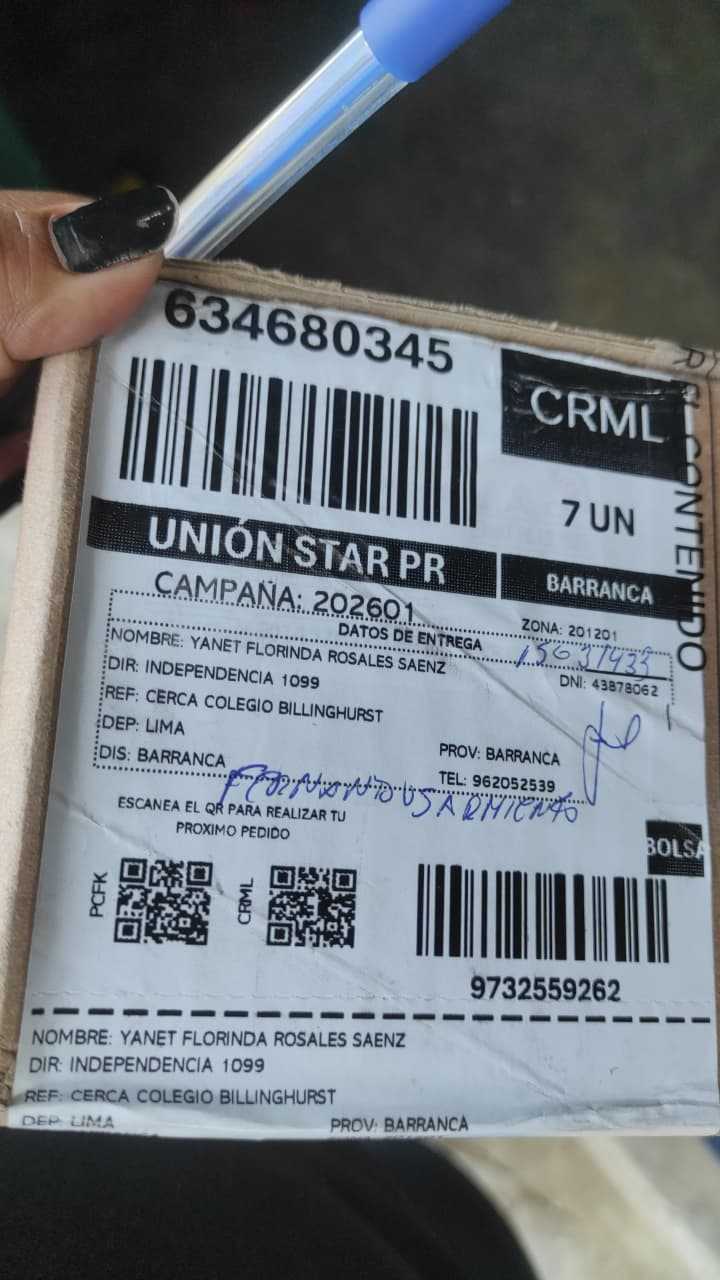 634680345
CRML
7 UN
UNIÓN STAR PR
BARRANCA
CAMPAÑA: 202601
ZONA: 201201
DATOS DE ENTREGA
NOMBRE: YANET FLORINDA ROSALES SAENZ
DNI: 43878062
DIR: INDEPENDENCIA 1099
REF: CERCA COLEGIO BILLINGHURST
DEP: LIMA
PROV: BARRANCA
DIS: BARRANCA
TEL: 962052539
SARMIENTO
ESCANEA EL QR PARA REALIZAR TU
PROXIMO PEDIDO
BOLSA
PCFK
CRML
9732559262
NOMBRE: YANET FLORINDA ROSALES SAENZ
DIR: INDEPENDENCIA 1099
REF: CERCA COLEGIO BILLINGHURST
DEP: LIMA
PROV: BARRANCA
CONTENIDO